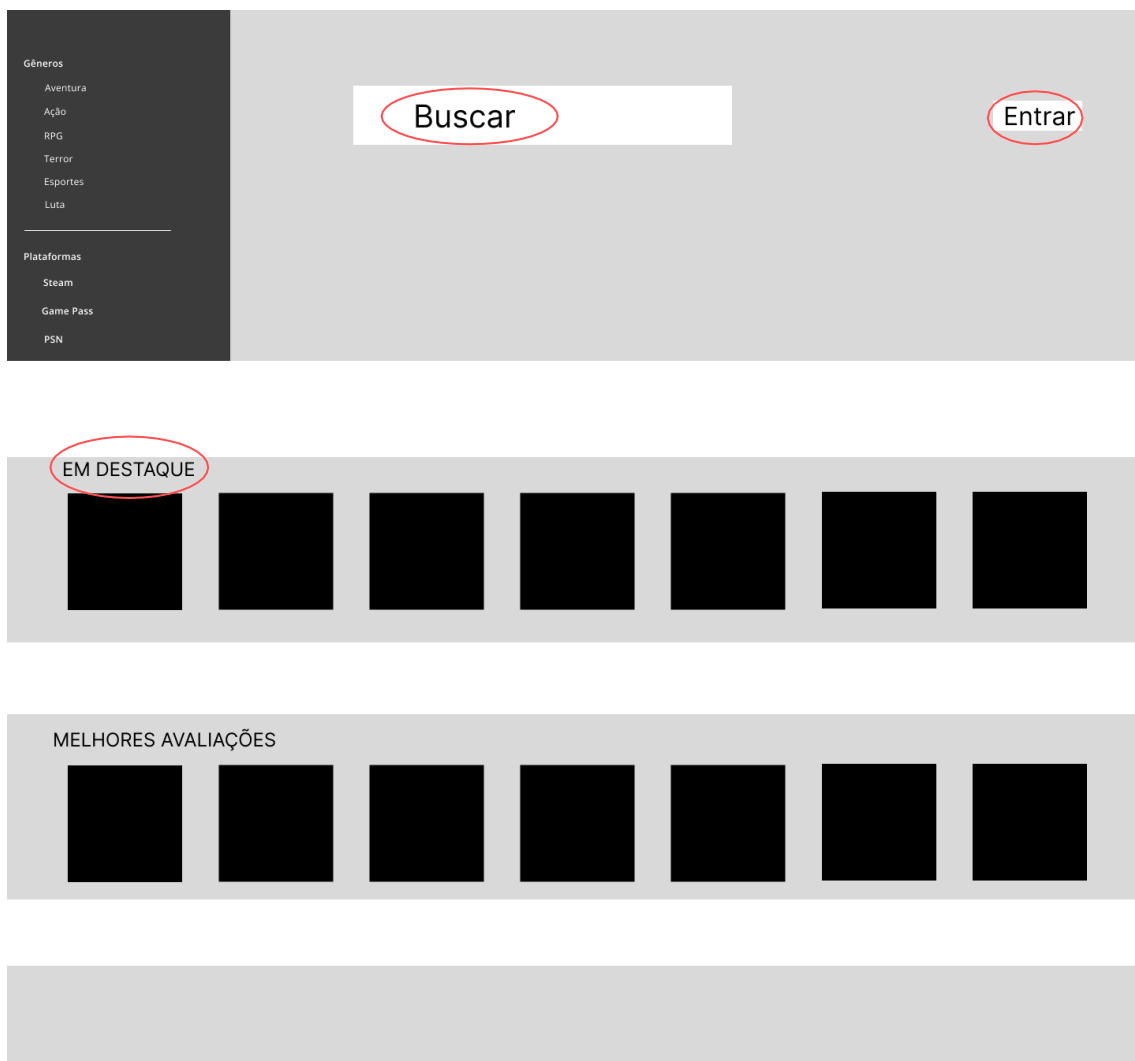 Gêneros
Aventura
Ação
RPG
Terror
Esportes
Luta
Plataformas
Steam
Game Pass
PSN
Buscar
Entrar
EM DESTAQUE
MELHORES AVALIAÇÕES